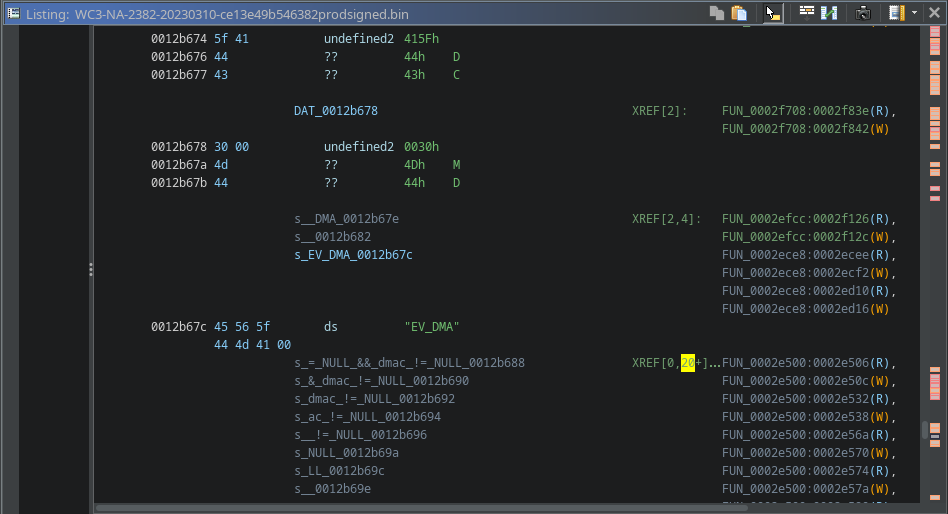 Listing: WC3-NA-2382-20230310-ce13e49b546382prodsigned.bin
0012b674 5f 41 undefined2 415Fh
0012b676 44 ?? 44h D
0012b677 43 ?? 43h C
DAT_0012b678 XREF[2]: FUN_0002f708:0002f83e(R),
FUN_0002f708:0002f842(W)
0012b678 30 00 undefined2 0030h
0012b67a 4d ?? 4Dh M
0012b67b 44 ?? 44h D
s__DMA_0012b67e XREF[2,4]: FUN_0002efcc:0002f126(R),
s__0012b682 FUN_0002efcc:0002f12c(W),
s_EV_DMA_0012b67c FUN_0002ece8:0002ecee(R),
FUN_0002ece8:0002ecf2(W),
FUN_0002ece8:0002ed10(R),
FUN_0002ece8:0002ed16(W)
0012b67c 45 56 5f ds "EV_DMA"
44 4d 41 00
s_=_NULL_&&_dmac_!=_NULL_0012b688 XREF[0,20+]... FUN_0002e500:0002e506(R),
s_&_dmac_!=_NULL_0012b690 FUN_0002e500:0002e50c(W),
s_dmac_!=_NULL_0012b692 FUN_0002e500:0002e532(R),
s_ac_!=_NULL_0012b694 FUN_0002e500:0002e538(W),
s__!=_NULL_0012b696 FUN_0002e500:0002e56a(R),
s_NULL_0012b69a FUN_0002e500:0002e570(W),
s_LL_0012b69c FUN_0002e500:0002e574(R),
s__0012b69e FUN_0002e500:0002e57a(W),